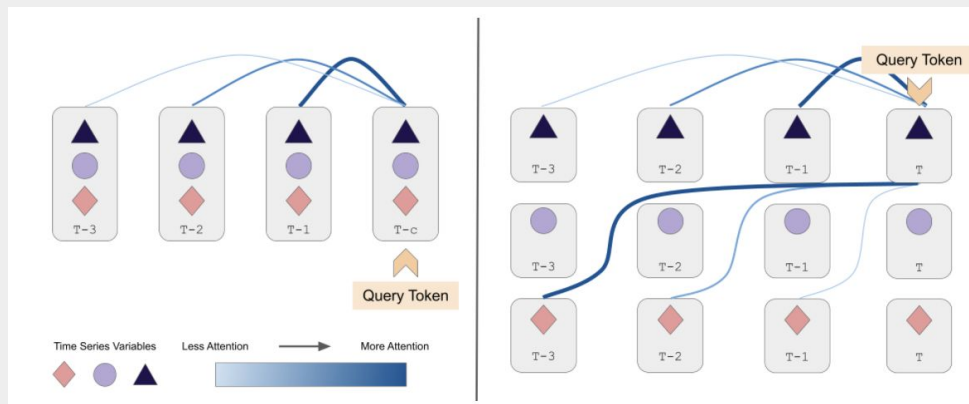 T-3 T-2 T-1 T-c
Query Token
Time Series Variables Less Attention More Attention
Query Token
T-3 T-2 T-1 T
T-3 T-2 T-1 T
T-3 T-2 T-1 T